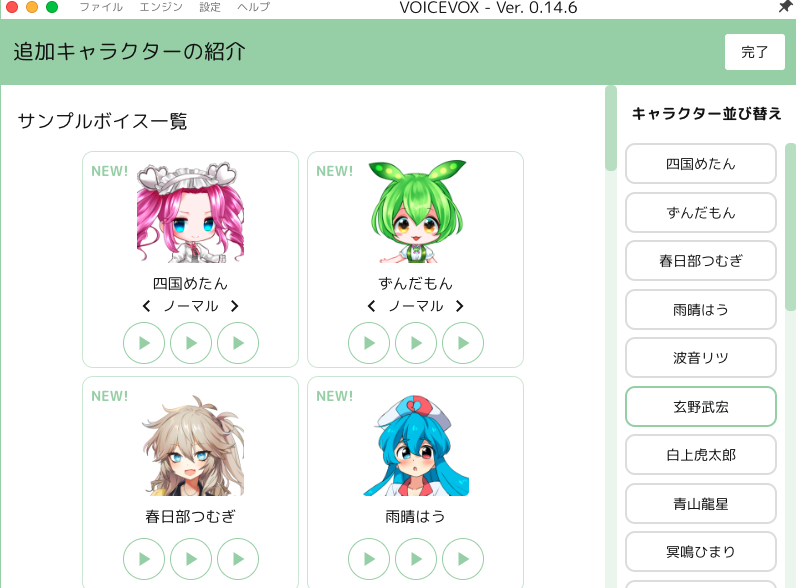 ファイル エンジン 設定 ヘルプ VOICEVOX - Ver. 0.14.6
追加キャラクターの紹介
完了
サンプルボイス一覧
NEW!
四国めたん
ノーマル
NEW!
ずんだもん
ノーマル
NEW!
春日部つむぎ
NEW!
雨晴はう
キャラクター並び替え
四国めたん
ずんだもん
春日部つむぎ
雨晴はう
波音リツ
玄野武宏
白上虎太郎
青山龍星
冥鳴ひまり